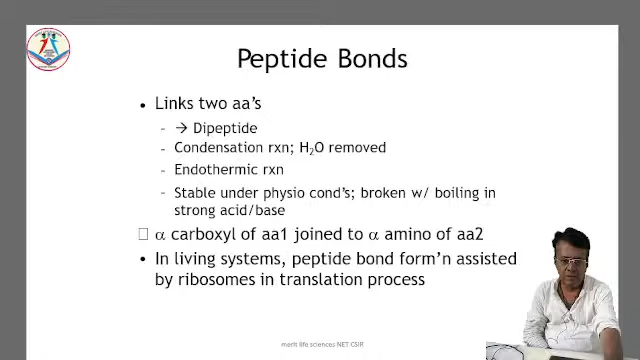 Peptide Bonds
• Links two aa's
– → Dipeptide
– Condensation rxn; H₂O removed
– Endothermic rxn
– Stable under physio cond's; broken w/ boiling in
strong acid/base
□ α carboxyl of aa1 joined to α amino of aa2
• In living systems, peptide bond form'n assisted
by ribosomes in translation process
merit life sciences NET CSIR